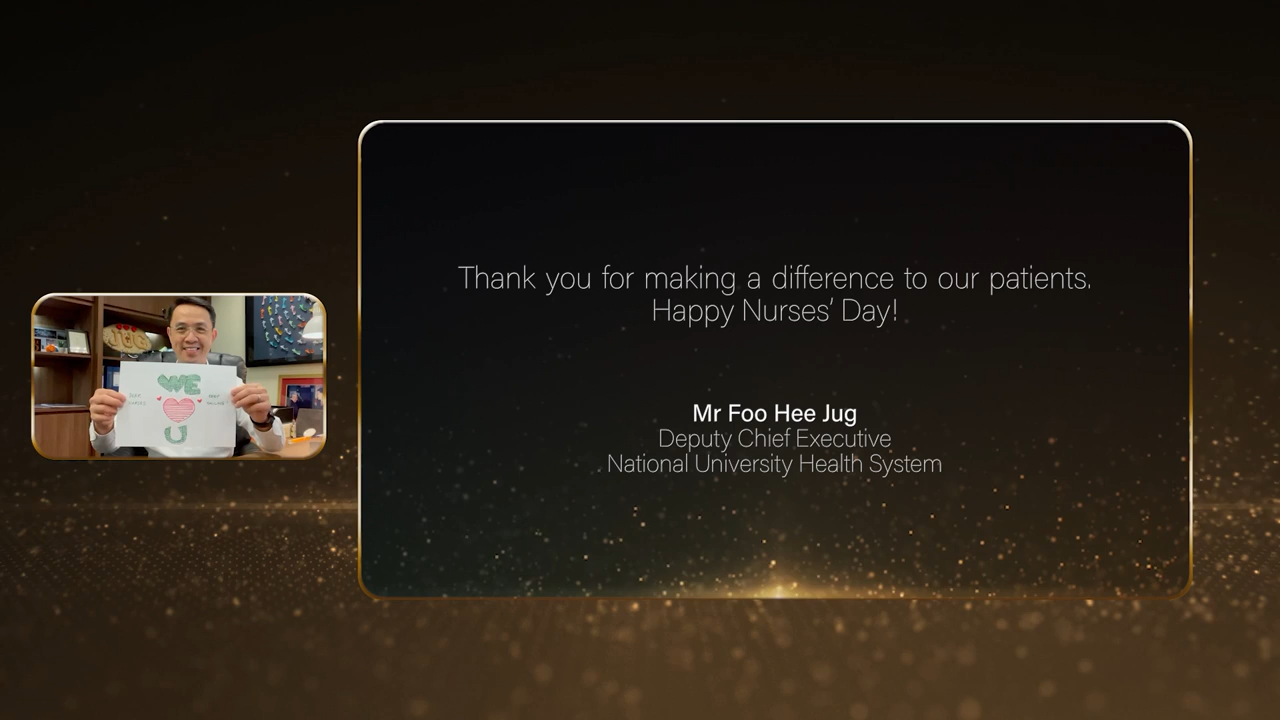 WE
U
Thank you for making a difference to our patients.
Happy Nurses' Day!
Mr Foo Hee Jug
Deputy Chief Executive
National University Health System